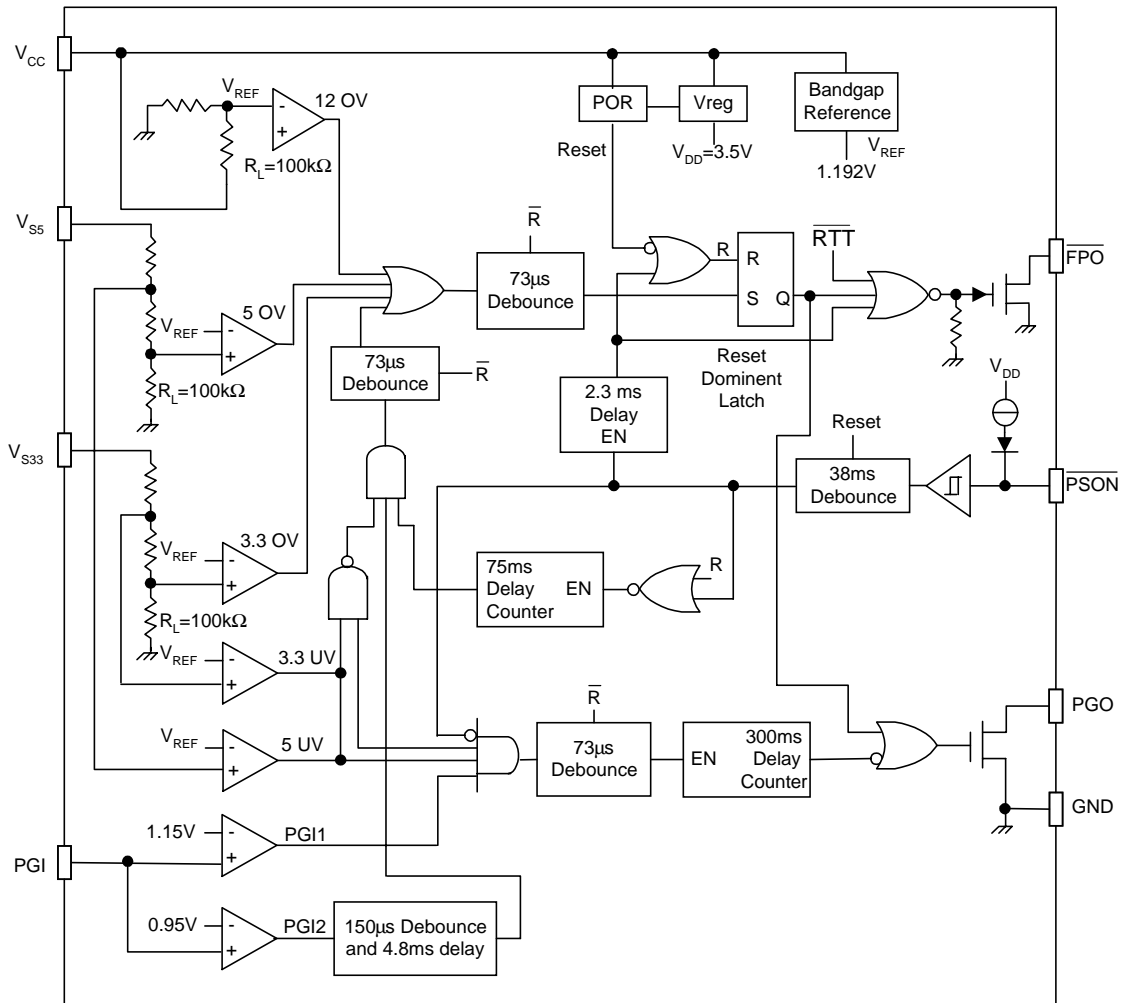 VCC
VREF
12 OV
RL=100kΩ
-
+
POR
Vreg
Bandgap
Reference
Reset
VDD=3.5V
VREF
1.192V
VS5
VREF
5 OV
-
+
RL=100kΩ
R
73µs
Debounce
73µs
Debounce
R
R
R
S Q
Reset
Dominent
Latch
RTT
FPO
2.3 ms
Delay
EN
VDD
Reset
38ms
Debounce
PSON
VS33
VREF
3.3 OV
-
+
RL=100kΩ
75ms
Delay
Counter
EN
R
VREF
3.3 UV
-
+
VREF
5 UV
-
+
R
73µs
Debounce
EN
300ms
Delay
Counter
PGO
GND
1.15V
PGI1
-
+
PGI
0.95V
PGI2
-
+
150µs Debounce
and 4.8ms delay